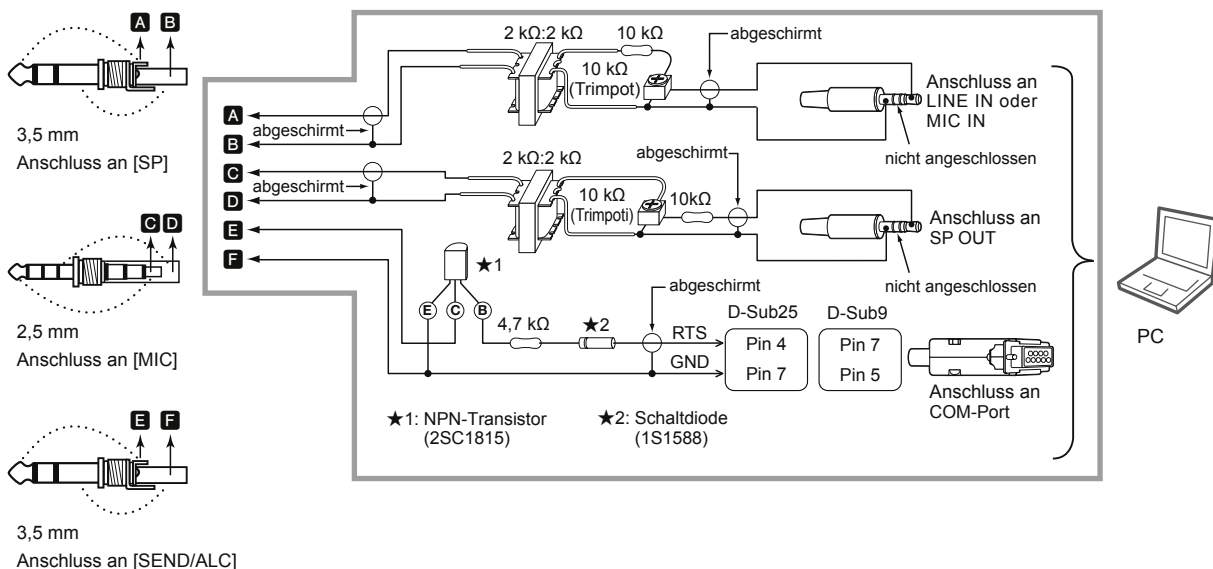 A B
3,5 mm
Anschluss an [SP]
C D
2,5 mm
Anschluss an [MIC]
E F
3,5 mm
Anschluss an [SEND/ALC]
A
abgeschirmt
B
C
abgeschirmt
D
E
F
2 kΩ:2 kΩ
10 kΩ
10 kΩ
(Trimpot)
abgeschirmt
Anschluss an
LINE IN oder
MIC IN
nicht angeschlossen
2 kΩ:2 kΩ
10 kΩ
(Trimpoti)
10kΩ
abgeschirmt
Anschluss an
SP OUT
nicht angeschlossen
★1
E C B
4,7 kΩ
★2
abgeschirmt
RTS
GND
D-Sub25
Pin 4
Pin 7
D-Sub9
Pin 7
Pin 5
Anschluss an
COM-Port
★1: NPN-Transistor
(2SC1815)
★2: Schaltdiode
(1S1588)
PC